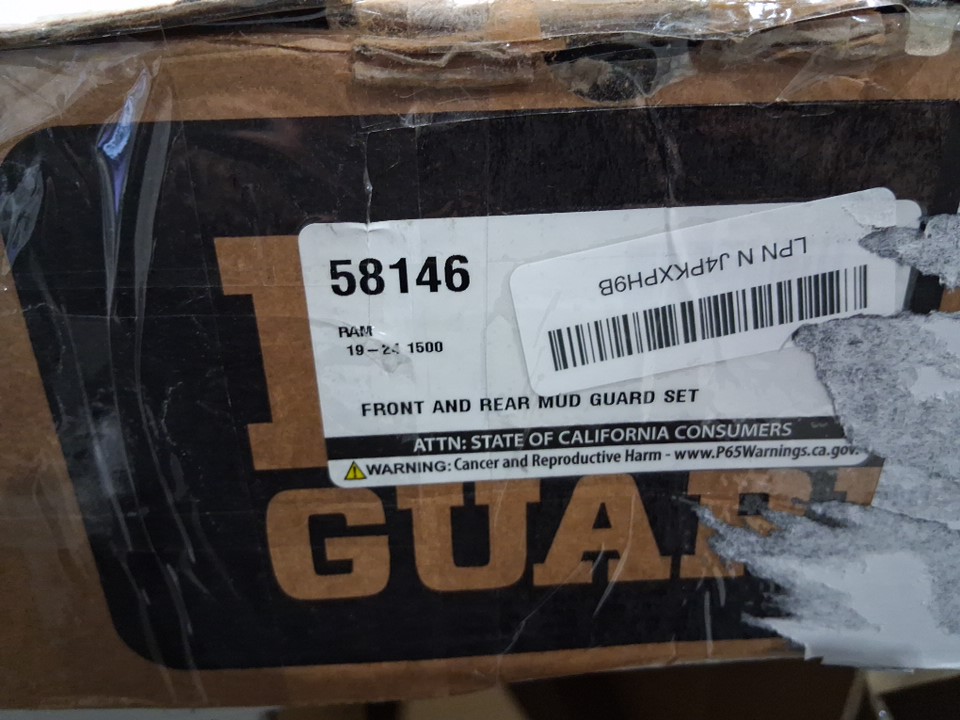 58146
LPN N J4PKXPH9B
RAM
19-24 1500
FRONT AND REAR MUD GUARD SET
ATTN: STATE OF CALIFORNIA CONSUMERS
WARNING: Cancer and Reproductive Harm - www.P65Warnings.ca.gov.
GUAR